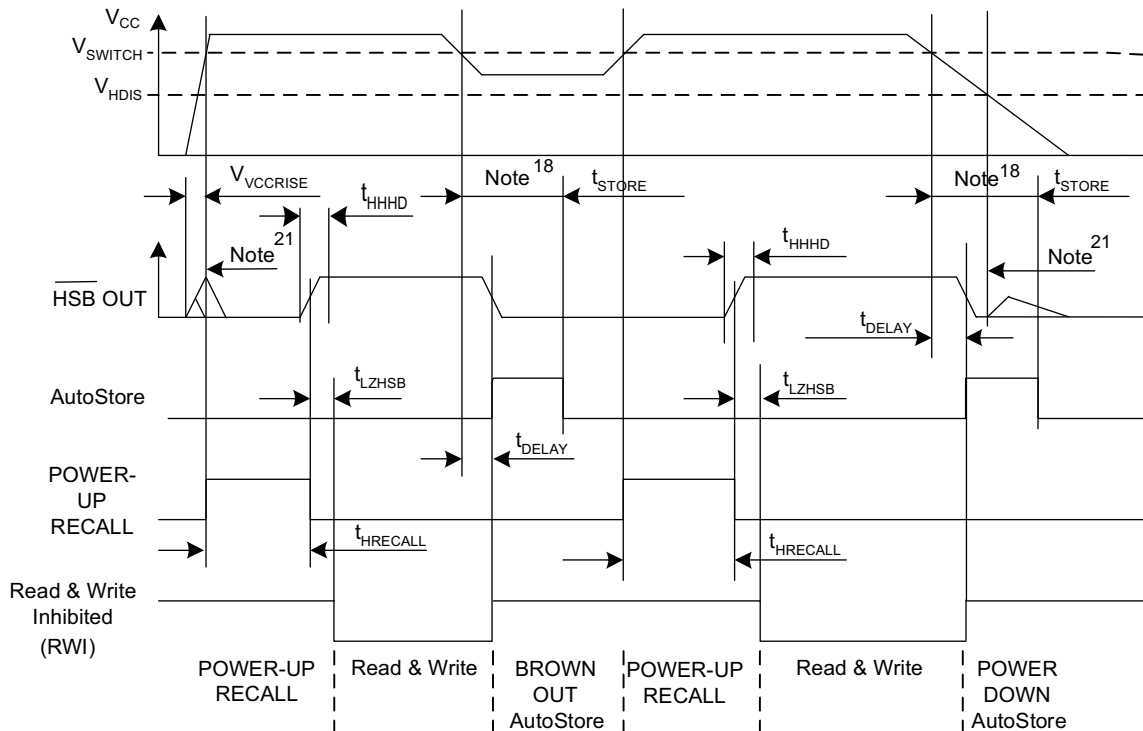 VCC
VSWITCH
VHDIS
VVCCRISE
Note18
tSTORE
Note18
tSTORE
tHHHD
Note21
tHHHD
Note21
HSB OUT
tDELAY
tLZHSB
tLZHSB
AutoStore
tDELAY
POWER-
UP
RECALL
tHRECALL
tHRECALL
Read & Write
Inhibited
(RWI)
POWER-UP
RECALL
Read & Write
BROWN
OUT
AutoStore
POWER-UP
RECALL
Read & Write
POWER
DOWN
AutoStore